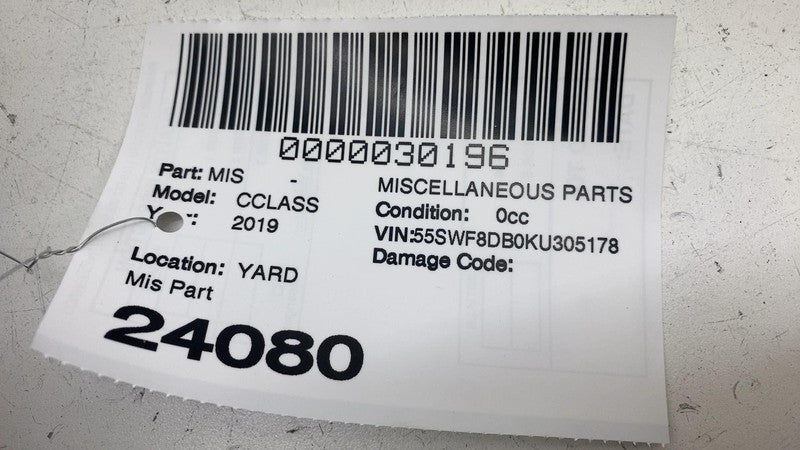 0000030196
Part: MIS - MISCELLANEOUS PARTS
Model: CCLASS Condition: 0cc
2019 VIN:55SWF8DB0KU305178
Location: YARD Damage Code:
Mis Part
24080